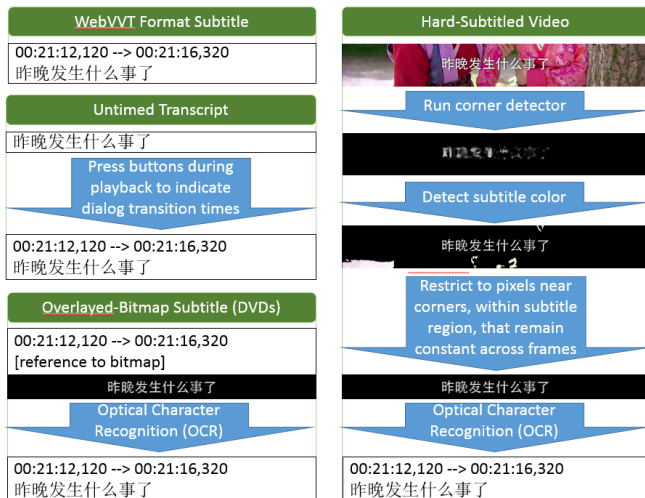 WebVVT Format Subtitle
00:21:12,120 --> 00:21:16,320
昨晚发生什么事了
Untimed Transcript
昨晚发生什么事了
Press buttons during
playback to indicate
dialog transition times
00:21:12,120 --> 00:21:16,320
昨晚发生什么事了
Overlayed-Bitmap Subtitle (DVDs)
00:21:12,120 --> 00:21:16,320
[reference to bitmap]
昨晚发生什么事了
Optical Character
Recognition (OCR)
00:21:12,120 --> 00:21:16,320
昨晚发生什么事了
Hard-Subtitled Video
昨晚发生什么事了
Run corner detector
昨晚发生什么事了
Detect subtitle color
昨晚发生什么事了
Restrict to pixels near
corners, within subtitle
region, that remain
constant across frames
昨晚发生什么事了
Optical Character
Recognition (OCR)
00:21:12,120 --> 00:21:16,320
昨晚发生什么事了